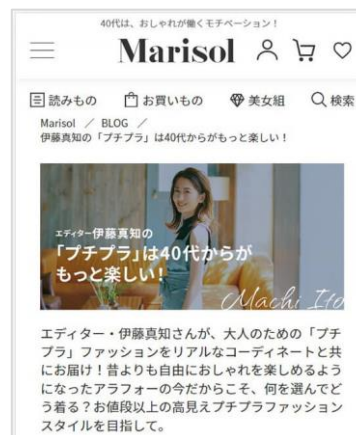 40代は、おしゃれが働くモチベーション！
Marisol
読みもの お買いもの 美女組 検索
Marisol ／ BLOG ／
伊藤真知の「プチプラ」は40代からがもっと楽しい！
エディター伊藤真知の
「プチプラ」は40代からが
もっと楽しい！
Machi Ito
エディター・伊藤真知さんが、大人のための「プチ
プラ」ファッションをリアルなコーディネートと共
にお届け！昔よりも自由におしゃれを楽しめるよう
になったアラフォーの今だからこそ、何を選んでど
う着る？お値段以上の高見えプチプラファッション
スタイルを目指して。